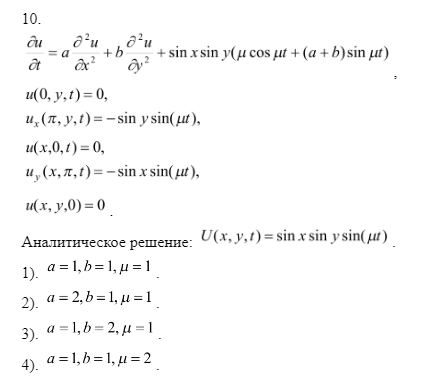 10.
∂u/∂t = a ∂²u/∂x² + b ∂²u/∂y² + sin x sin y(μ cos μt + (a + b) sin μt) ,
u(0, y, t) = 0,
uₓ(π, y, t) = − sin y sin(μt),
u(x,0,t) = 0,
u_y(x, π, t) = − sin x sin(μt),
u(x, y,0) = 0 .
Аналитическое решение: U(x, y, t) = sin x sin y sin(μt) .
1). a = 1, b = 1, μ = 1 .
2). a = 2, b = 1, μ = 1 .
3). a = 1, b = 2, μ = 1 .
4). a = 1, b = 1, μ = 2 .